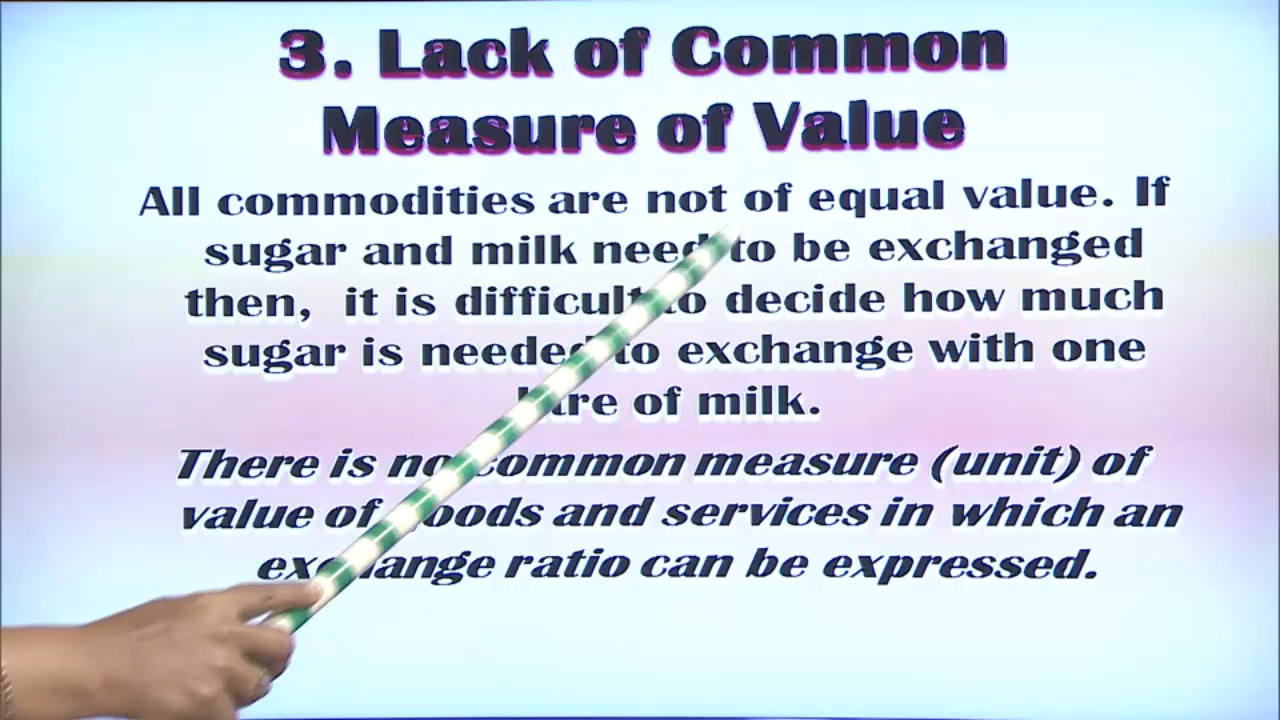 3. Lack of Common
Measure of Value
All commodities are not of equal value. If
sugar and milk need to be exchanged
then, it is difficult to decide how much
sugar is needed to exchange with one
of milk.
There is no common measure (unit) of
value of goods and services in which an
exchange ratio can be expressed.